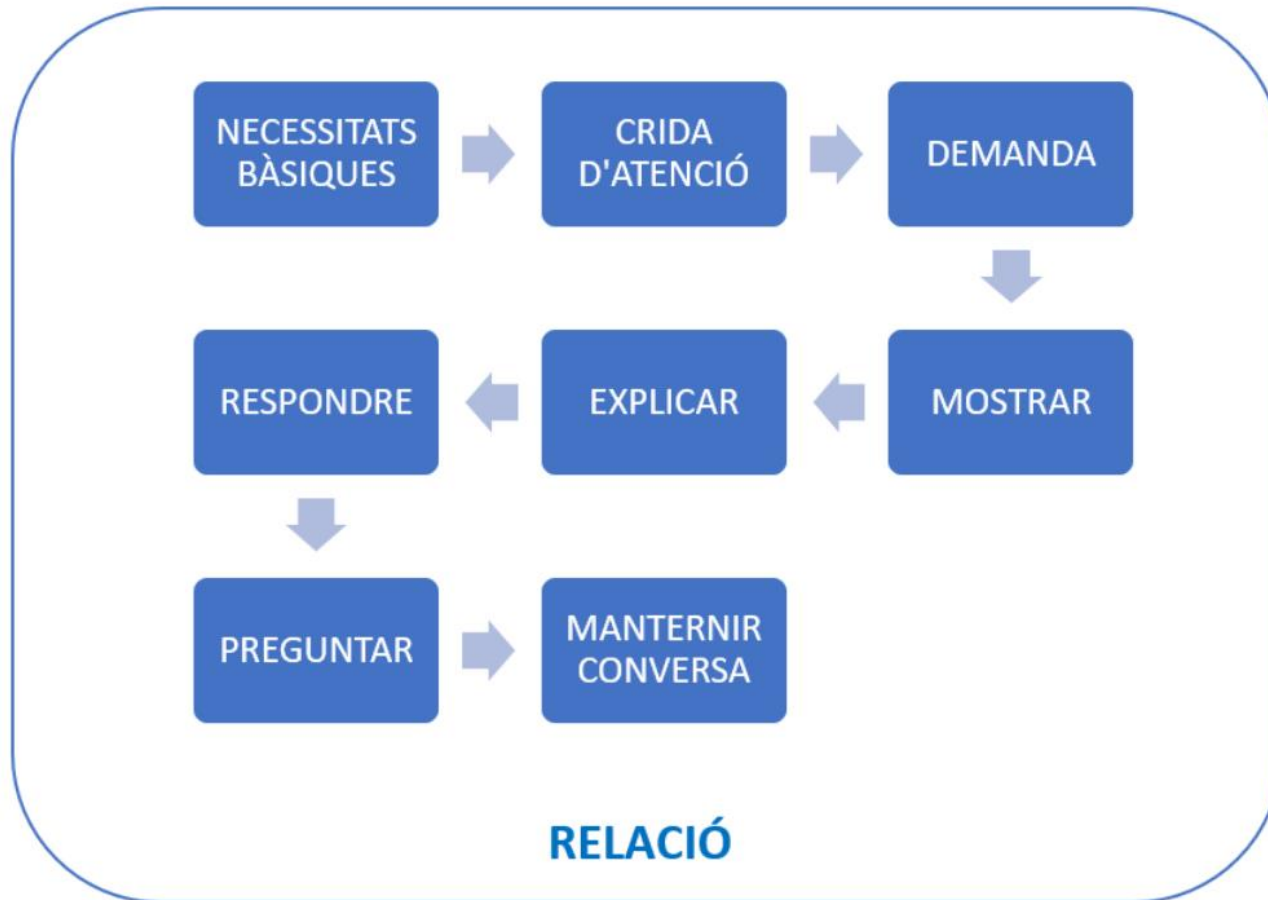 NECESSITATS
BÀSIQUES
CRIDA
D'ATENCIÓ
DEMANDA
MOSTRAR
EXPLICAR
RESPONDRE
PREGUNTAR
MANTERNIR
CONVERSA
RELACIÓ